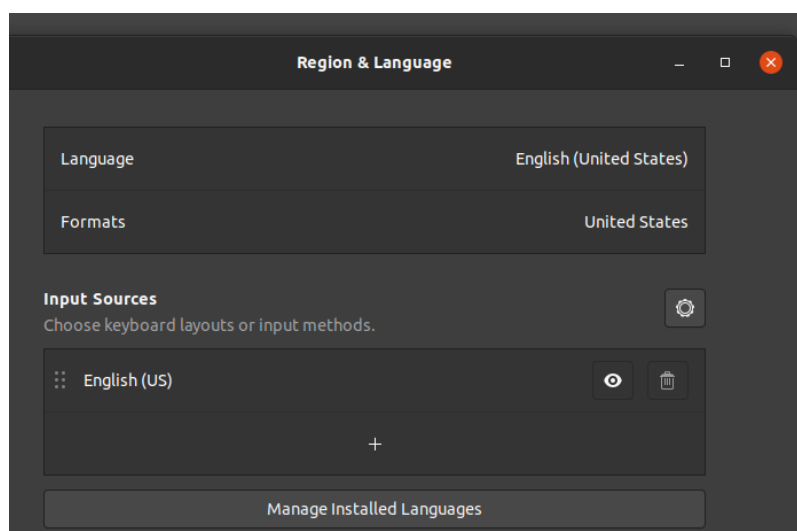 Region & Language
Language English (United States)
Formats United States
Input Sources
Choose keyboard layouts or input methods.
English (US)
+
Manage Installed Languages